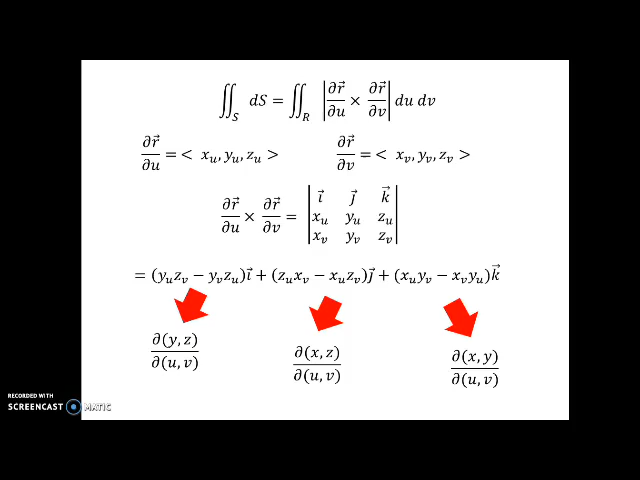 ∬_S dS = ∬_R |∂r⃗/∂u × ∂r⃗/∂v| du dv
∂r⃗/∂u = < x_u, y_u, z_u > ∂r⃗/∂v = < x_v, y_v, z_v >
∂r⃗/∂u × ∂r⃗/∂v = | i⃗ j⃗ k⃗ |
| x_u y_u z_u |
| x_v y_v z_v |
= (y_u z_v − y_v z_u)i⃗ + (z_u x_v − x_u z_v)j⃗ + (x_u y_v − x_v y_u)k⃗
∂(y, z)/∂(u, v) ∂(x, z)/∂(u, v) ∂(x, y)/∂(u, v)
RECORDED WITH
SCREENCAST MATIC